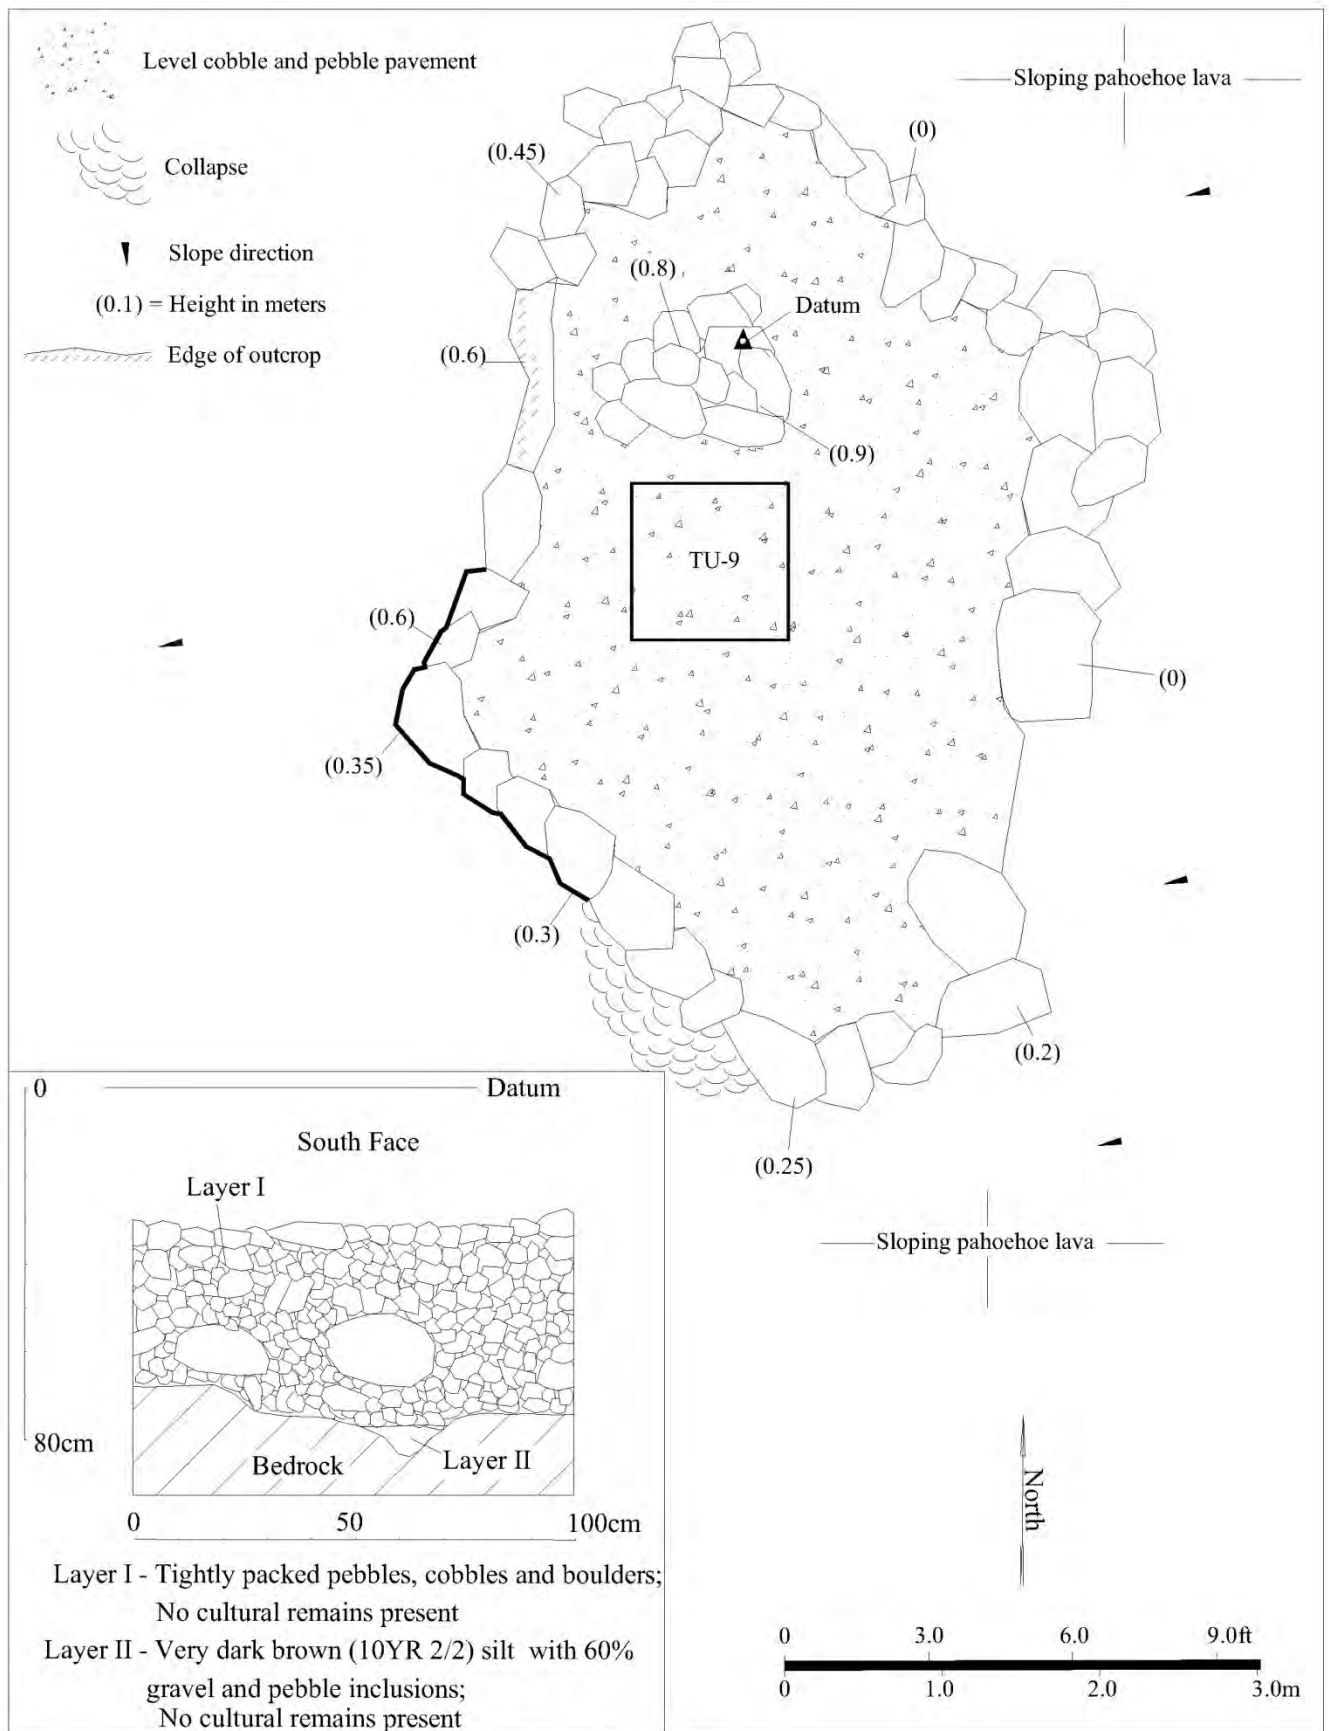 Level cobble and pebble pavement
Sloping pahoehoe lava
(0)
(0.45)
Collapse
Slope direction
(0.8)
(0.1) = Height in meters
Datum
Edge of outcrop
(0.6)
(0.9)
TU-9
(0.6)
(0)
(0.35)
(0.3)
(0.2)
(0.25)
Sloping pahoehoe lava
North
0 3.0 6.0 9.0ft
0 1.0 2.0 3.0m
0
Datum
South Face
Layer I
80cm
Bedrock
Layer II
0 50 100cm
Layer I - Tightly packed pebbles, cobbles and boulders;
No cultural remains present
Layer II - Very dark brown (10YR 2/2) silt with 60%
gravel and pebble inclusions;
No cultural remains present